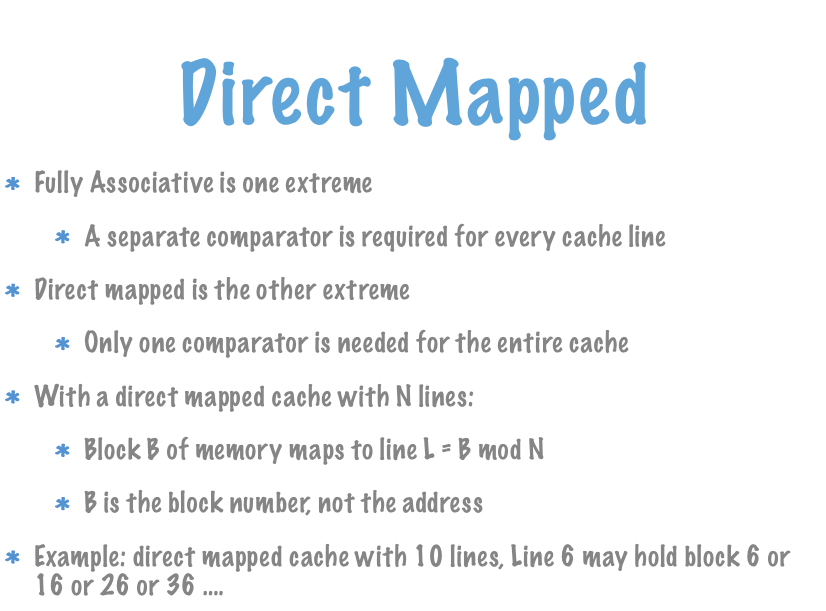 Direct Mapped
* Fully Associative is one extreme
* A separate comparator is required for every cache line
* Direct mapped is the other extreme
* Only one comparator is needed for the entire cache
* With a direct mapped cache with N lines:
* Block B of memory maps to line L = B mod N
* B is the block number, not the address
* Example: direct mapped cache with 10 lines, Line 6 may hold block 6 or
16 or 26 or 36 ....